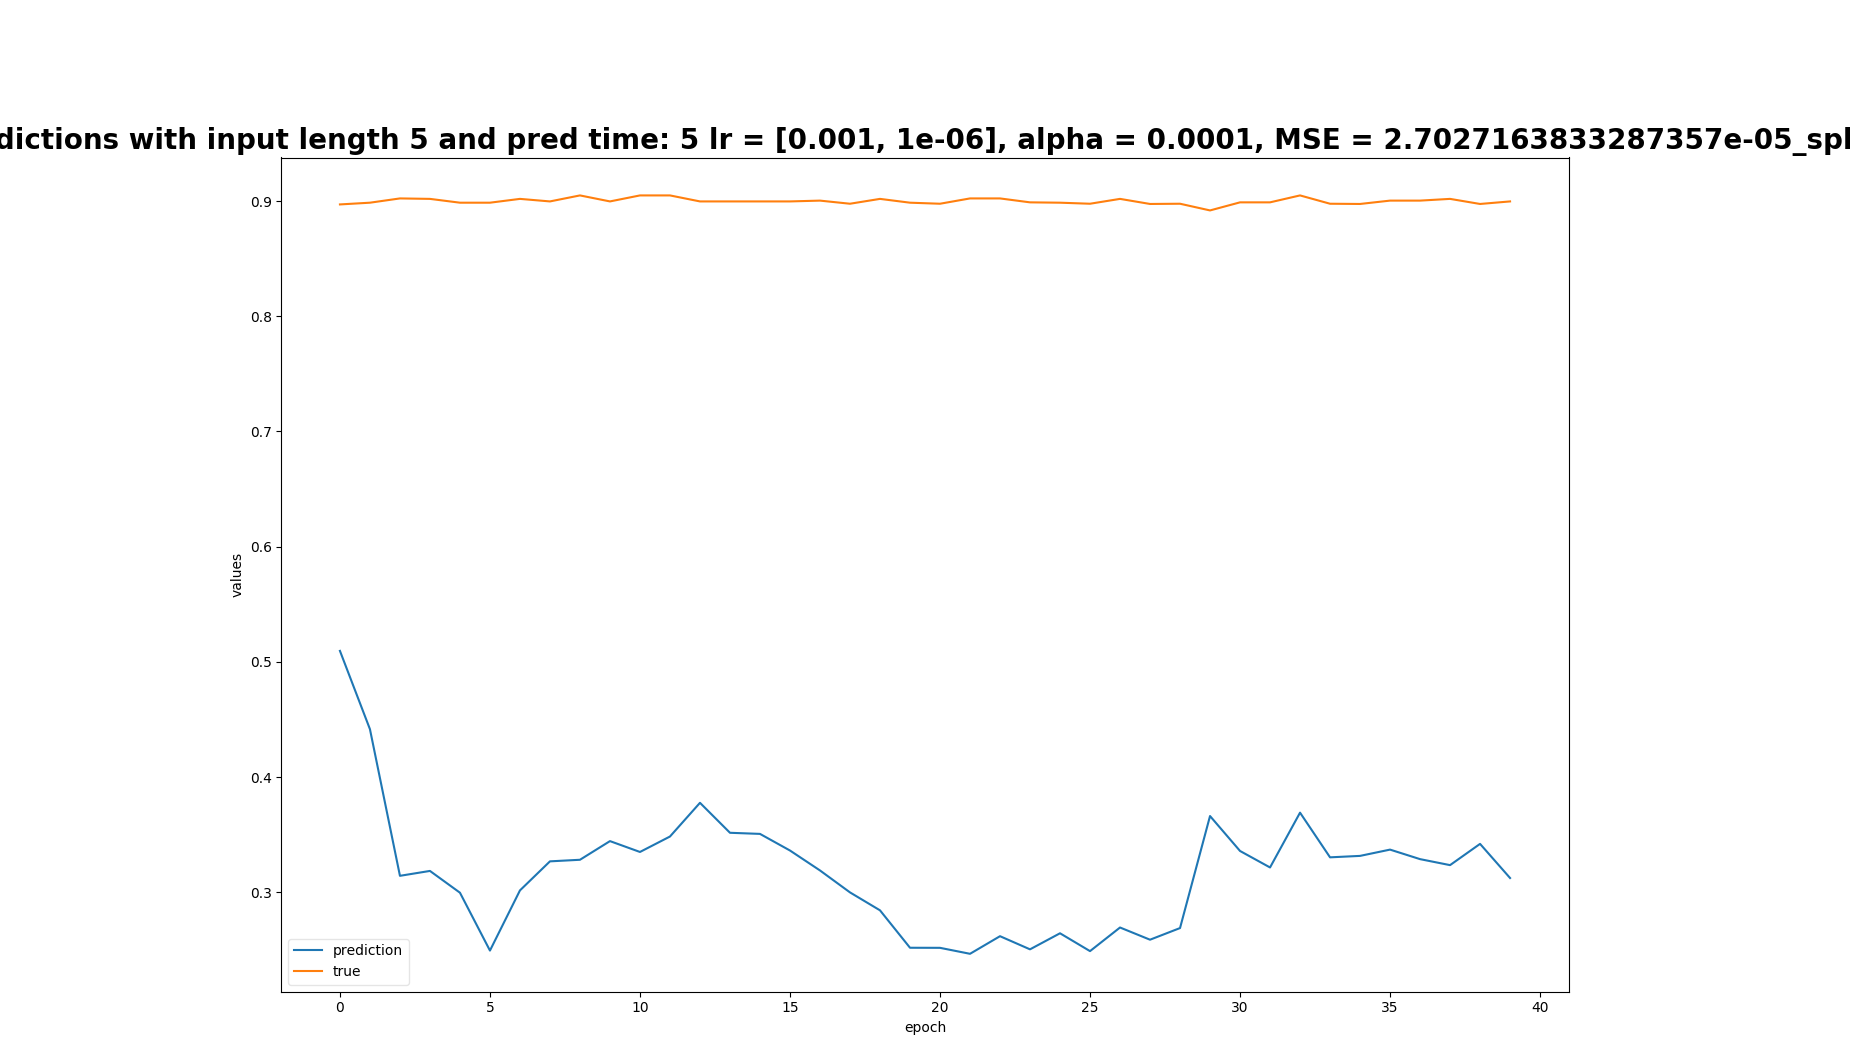 dictions with input length 5 and pred time: 5 lr = [0.001, 1e-06], alpha = 0.0001, MSE = 2.7027163833287357e-05_spl
0.9
0.8
0.7
0.6
0.5
0.4
0.3
values
prediction
true
0 5 10 15 20 25 30 35 40
epoch